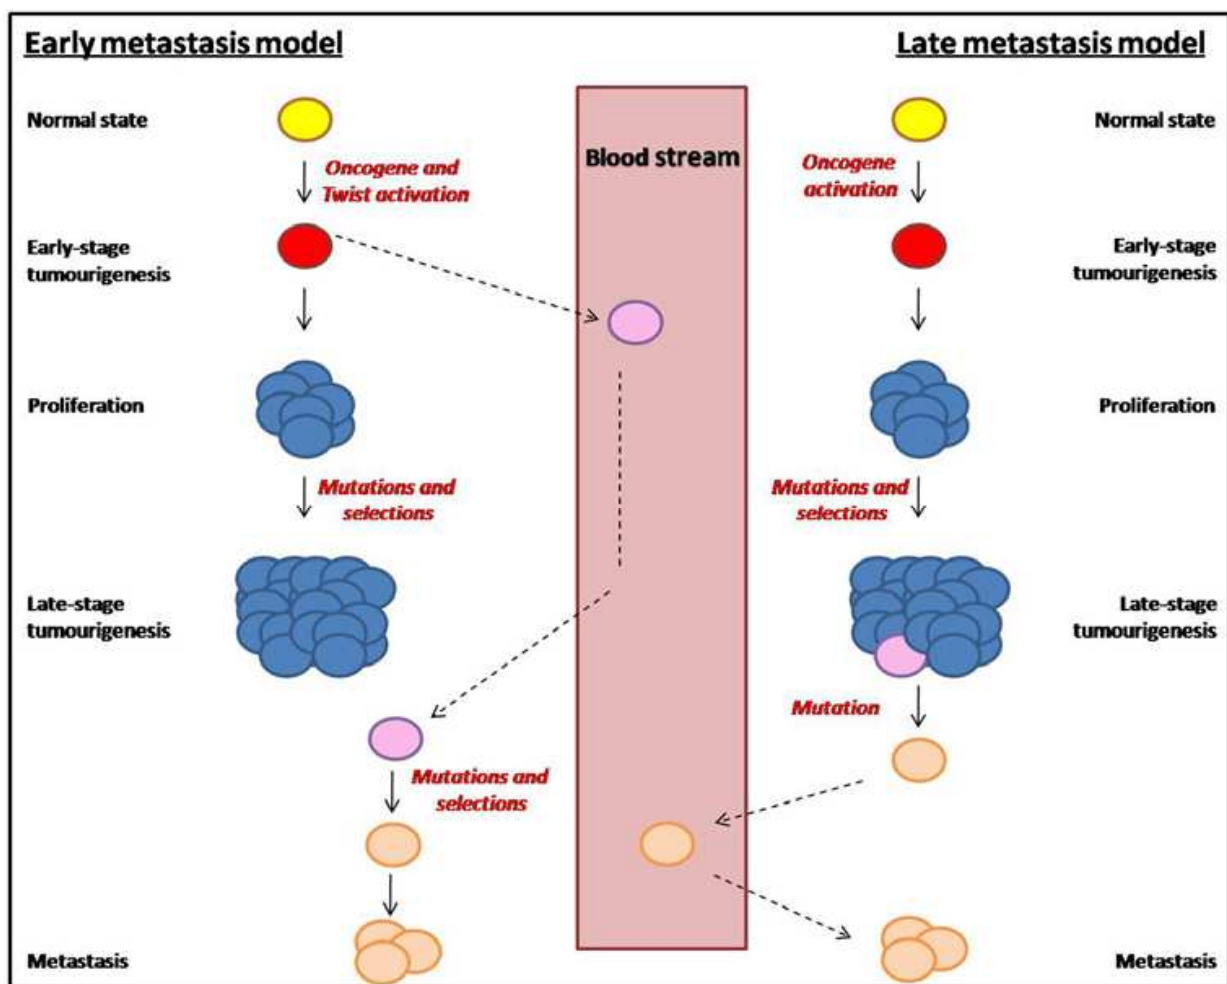 Early metastasis model
Late metastasis model
Normal state
Oncogene and
Twist activation
Blood stream
Oncogene
activation
Normal state
Early-stage
tumourigenesis
Early-stage
tumourigenesis
Proliferation
Proliferation
Mutations and
selections
Mutations and
selections
Late-stage
tumourigenesis
Late-stage
tumourigenesis
Mutation
Mutations and
selections
Metastasis
Metastasis